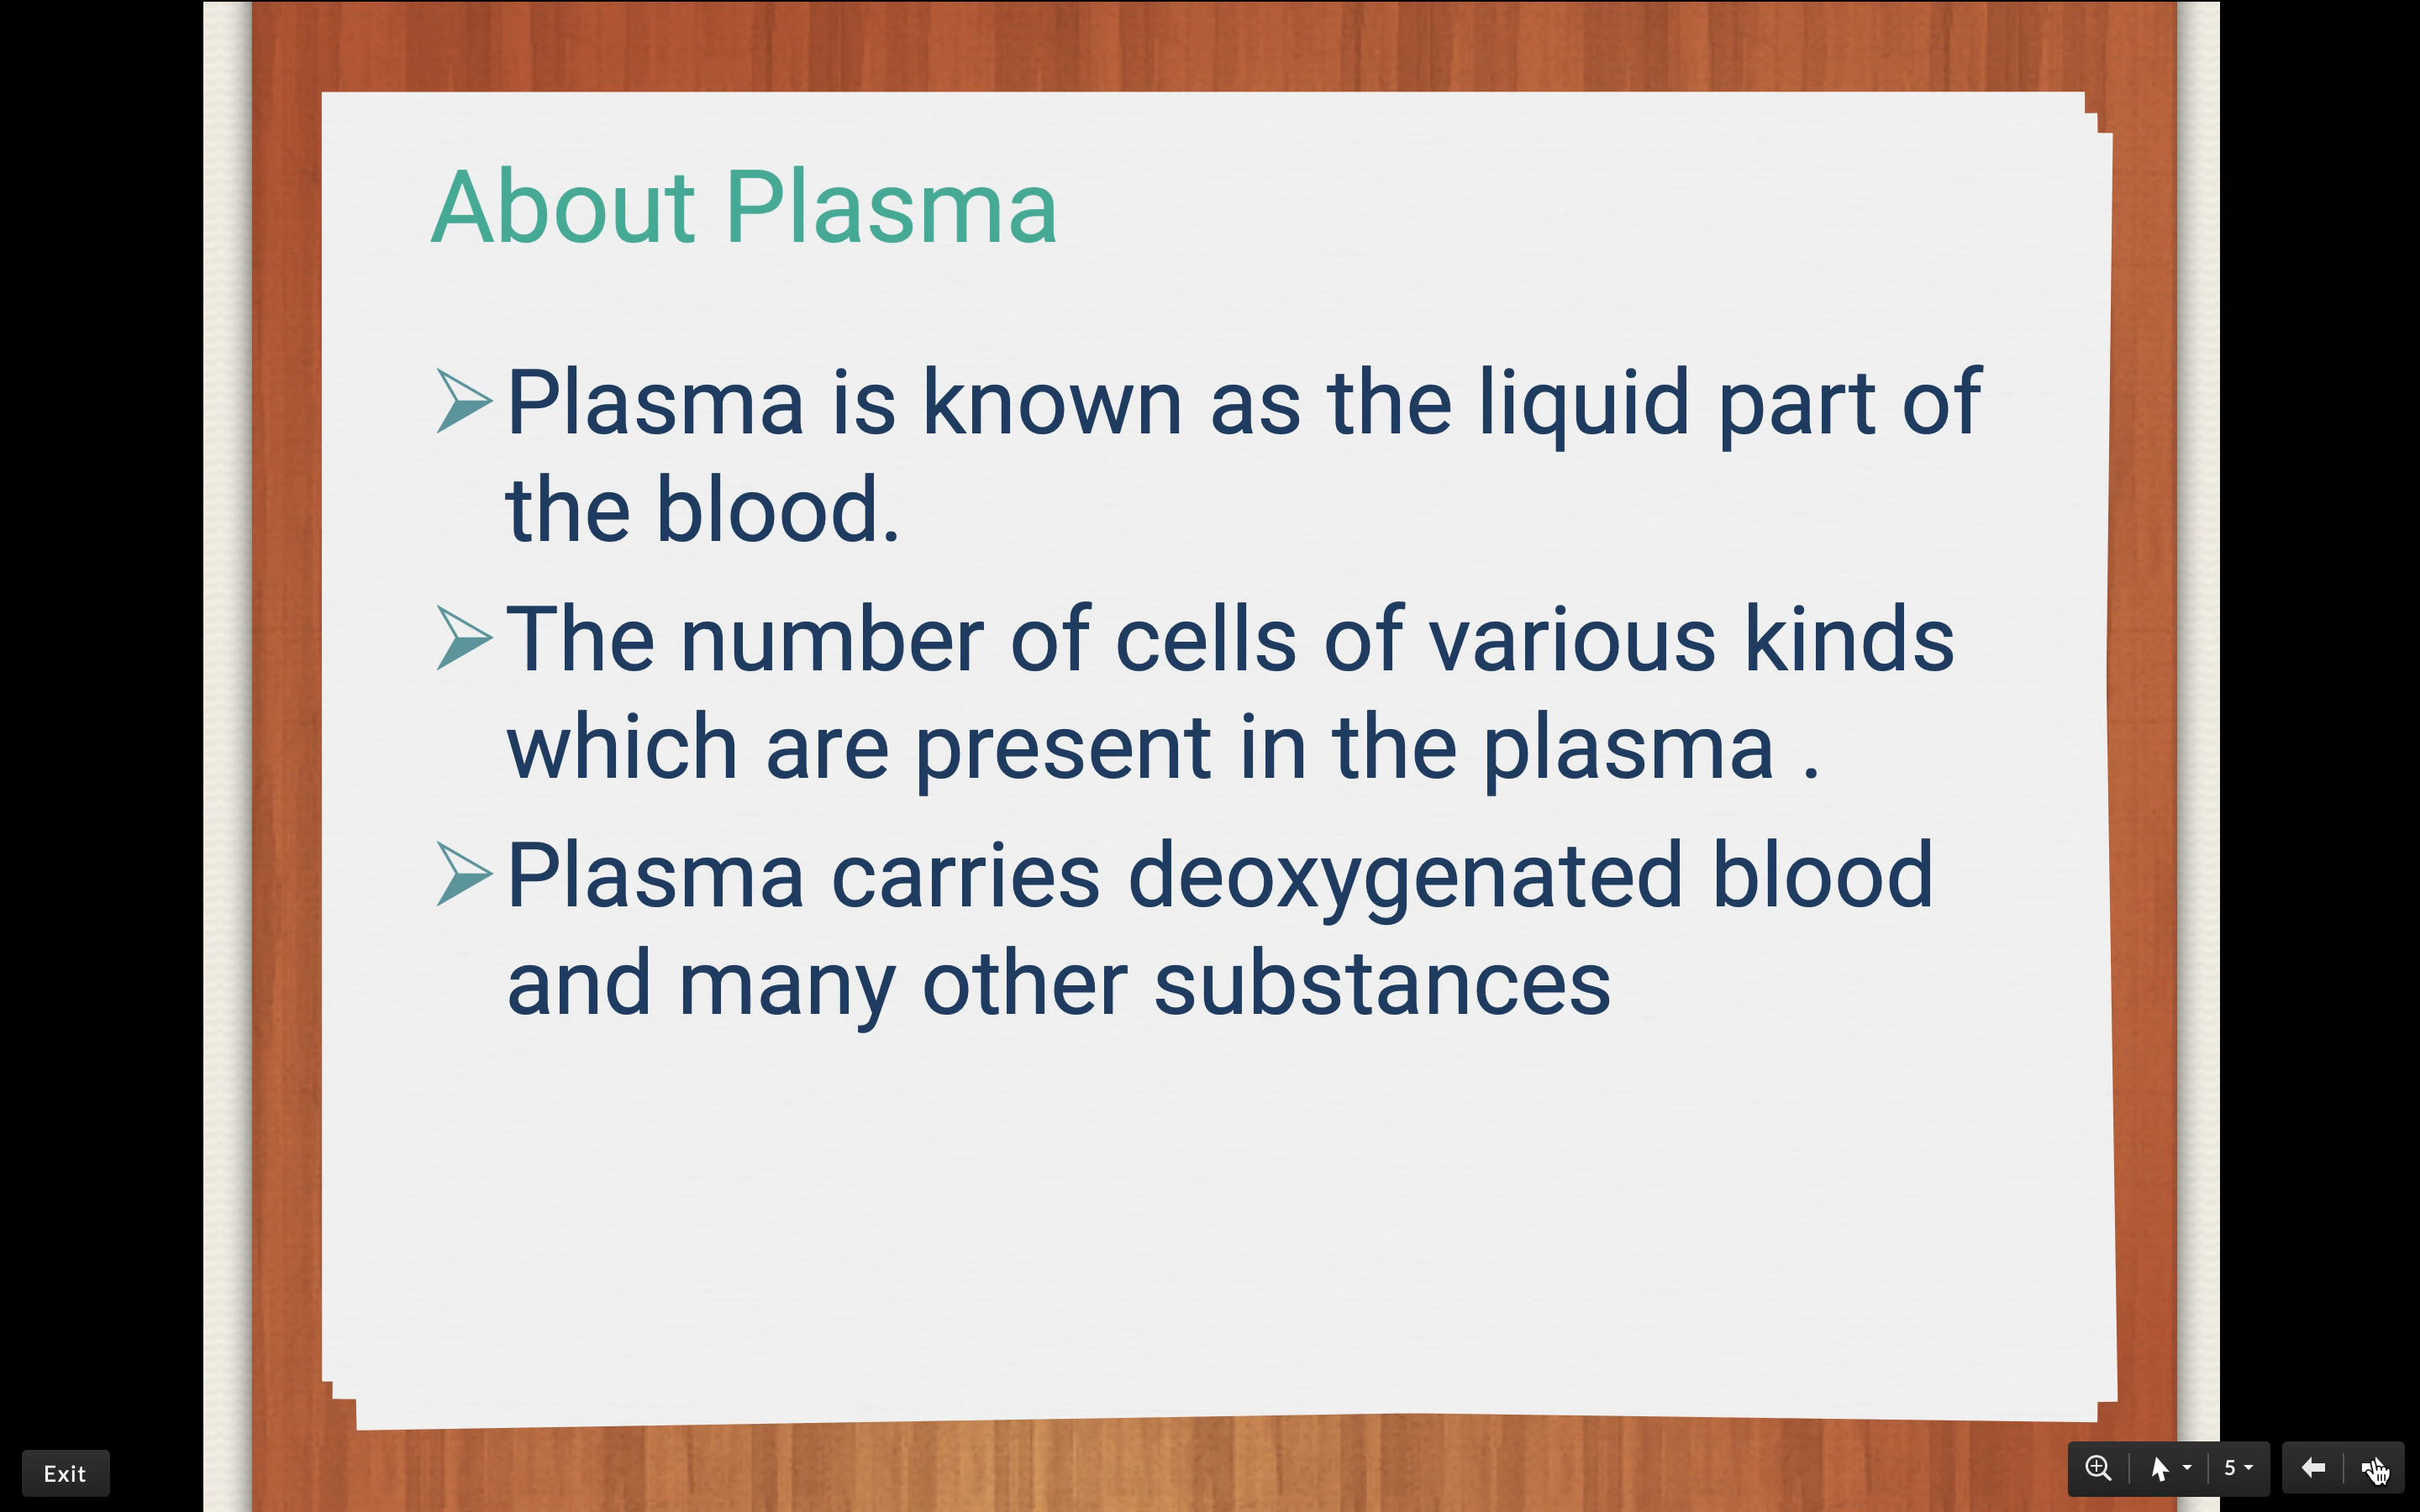 About Plasma
Plasma is known as the liquid part of
the blood.
The number of cells of various kinds
which are present in the plasma .
Plasma carries deoxygenated blood
and many other substances
Exit
5